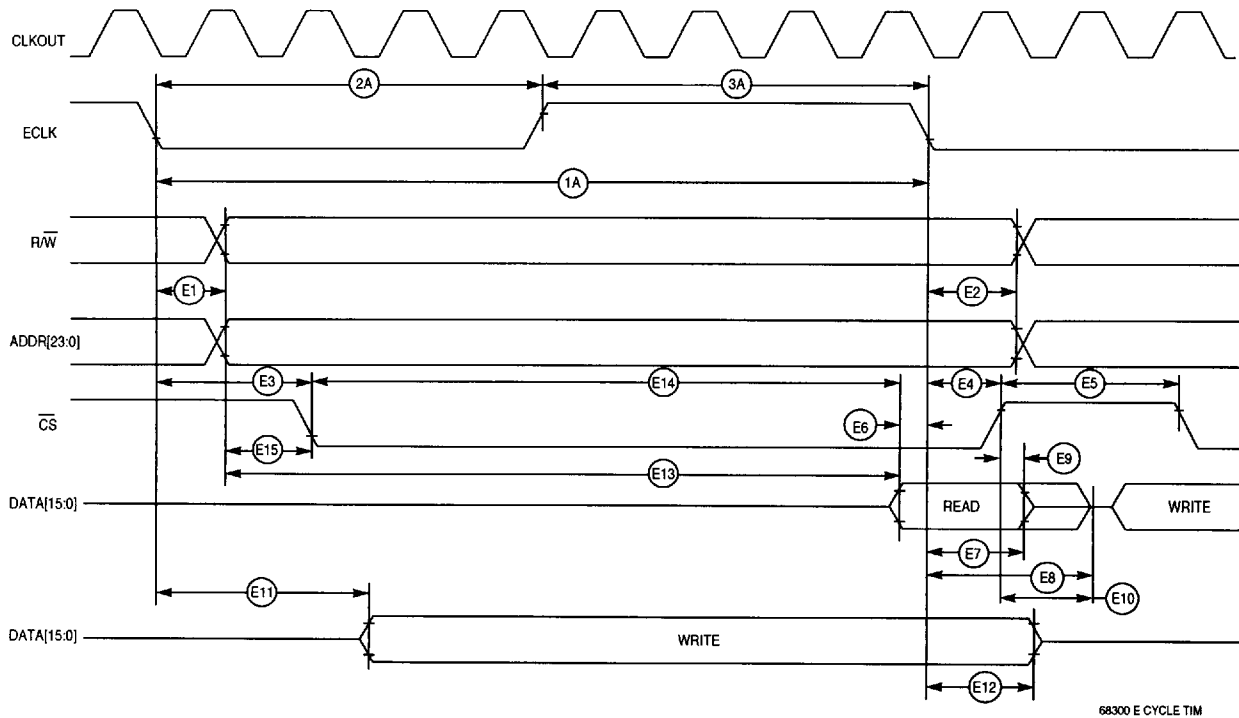 CLKOUT
2A
3A
ECLK
1A
R/W̅
E1
E2
ADDR[23:0]
E3
E14
E4
E5
C̅S̅
E6
E15
E9
E13
DATA[15:0]
READ
WRITE
E7
E8
E11
E10
DATA[15:0]
WRITE
E12
68300 E CYCLE TIM